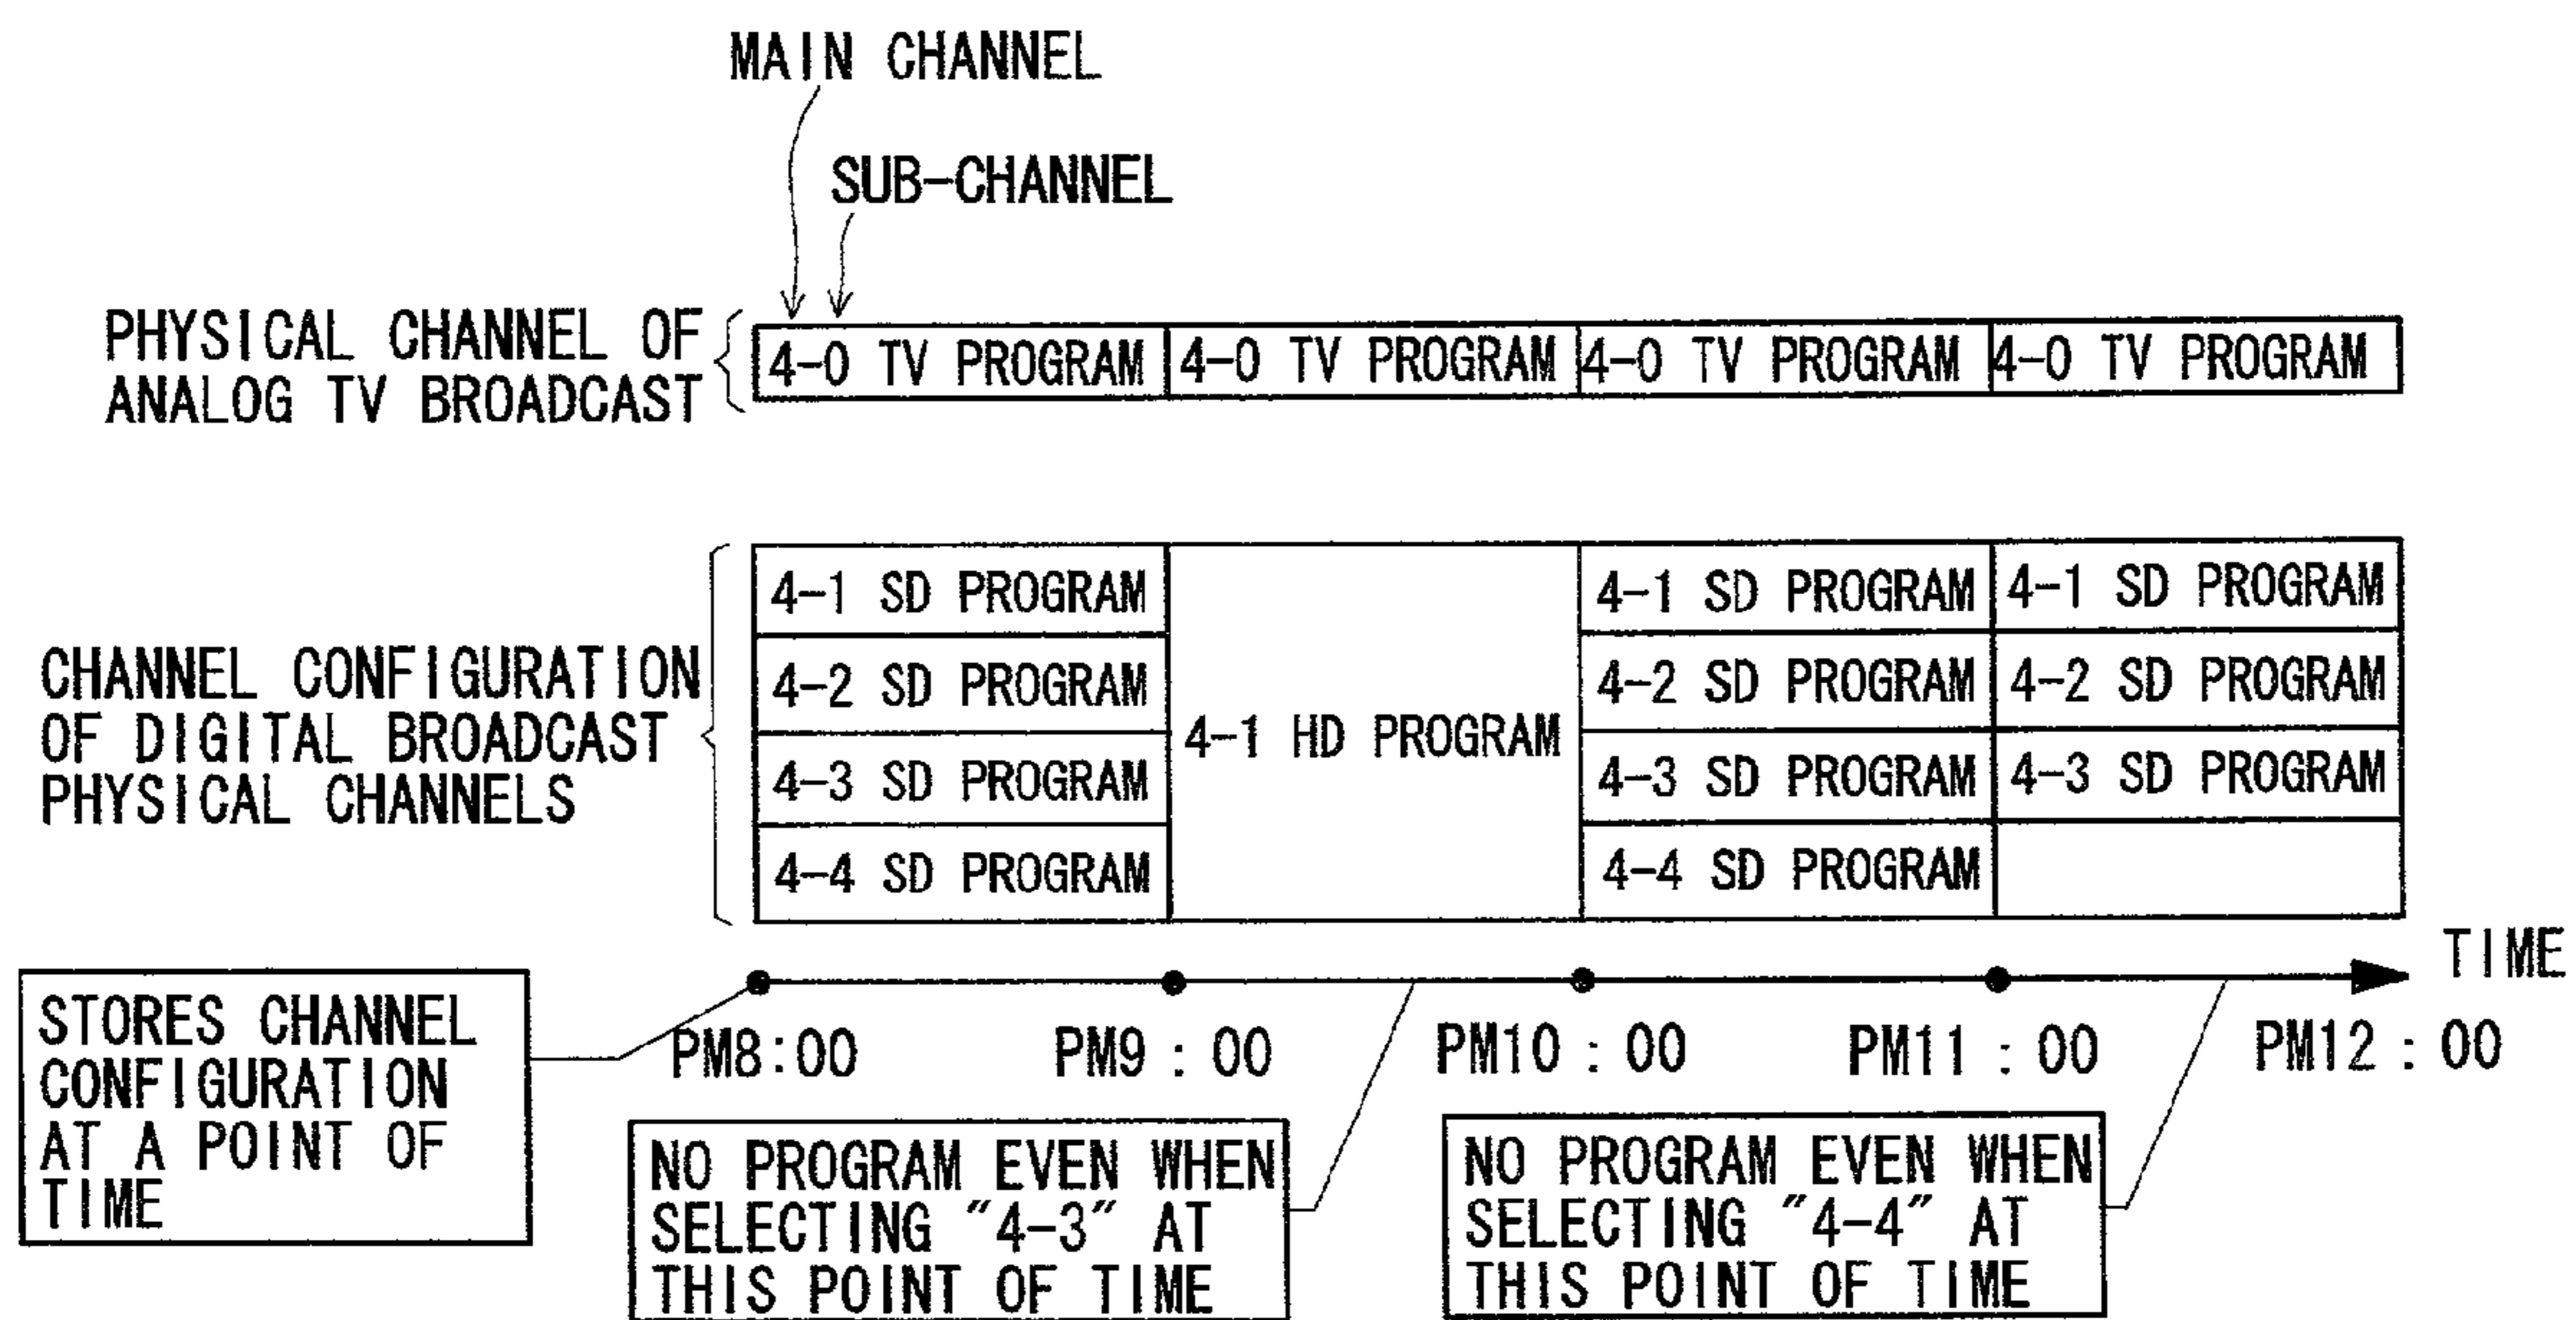 MAIN CHANNEL
SUB-CHANNEL
PHYSICAL CHANNEL OF
ANALOG TV BROADCAST
4-0 TV PROGRAM 4-0 TV PROGRAM 4-0 TV PROGRAM 4-0 TV PROGRAM
CHANNEL CONFIGURATION
OF DIGITAL BROADCAST
PHYSICAL CHANNELS
4-1 SD PROGRAM
4-2 SD PROGRAM
4-3 SD PROGRAM
4-4 SD PROGRAM
4-1 HD PROGRAM
4-1 SD PROGRAM
4-2 SD PROGRAM
4-3 SD PROGRAM
4-4 SD PROGRAM
4-1 SD PROGRAM
4-2 SD PROGRAM
4-3 SD PROGRAM
TIME
PM8:00 PM9:00 PM10:00 PM11:00 PM12:00
STORES CHANNEL
CONFIGURATION
AT A POINT OF
TIME
NO PROGRAM EVEN WHEN
SELECTING "4-3" AT
THIS POINT OF TIME
NO PROGRAM EVEN WHEN
SELECTING "4-4" AT
THIS POINT OF TIME